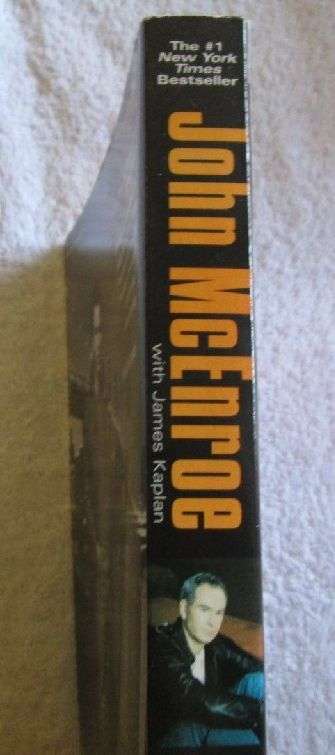 The #1
New York
Times
Bestseller
John McEnroe
with James Kaplan